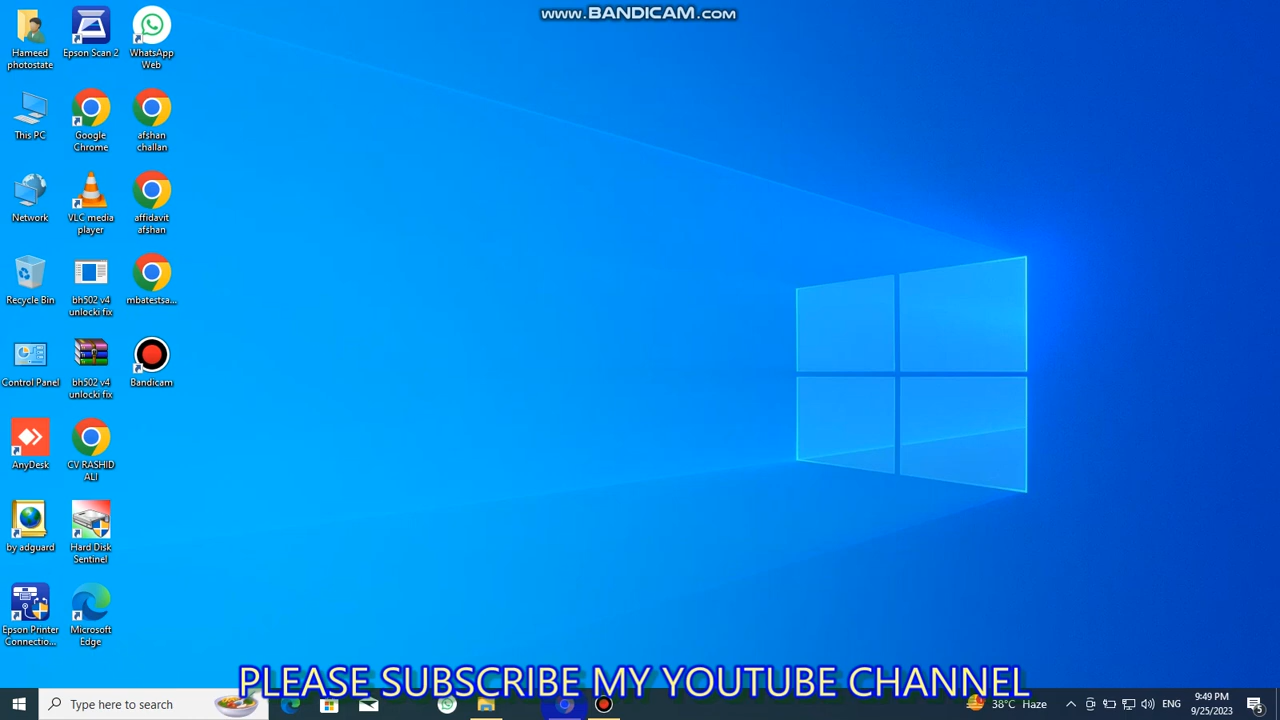 www.BANDICAM.com
Hameed
photostate
Epson Scan 2
WhatsApp
Web
This PC
Google
Chrome
afshan
challan
Network
VLC media
player
affidavit
afshan
Recycle Bin
bh502 v4
unlocki fix
mbatestsa...
Control Panel
bh502 v4
unlocki fix
Bandicam
AnyDesk
CV RASHID
ALI
by adguard
Hard Disk
Sentinel
Epson Printer
Connectio...
Microsoft
Edge
PLEASE SUBSCRIBE MY YOUTUBE CHANNEL
Type here to search
38°C Haze
ENG
9:49 PM
9/25/2023
5